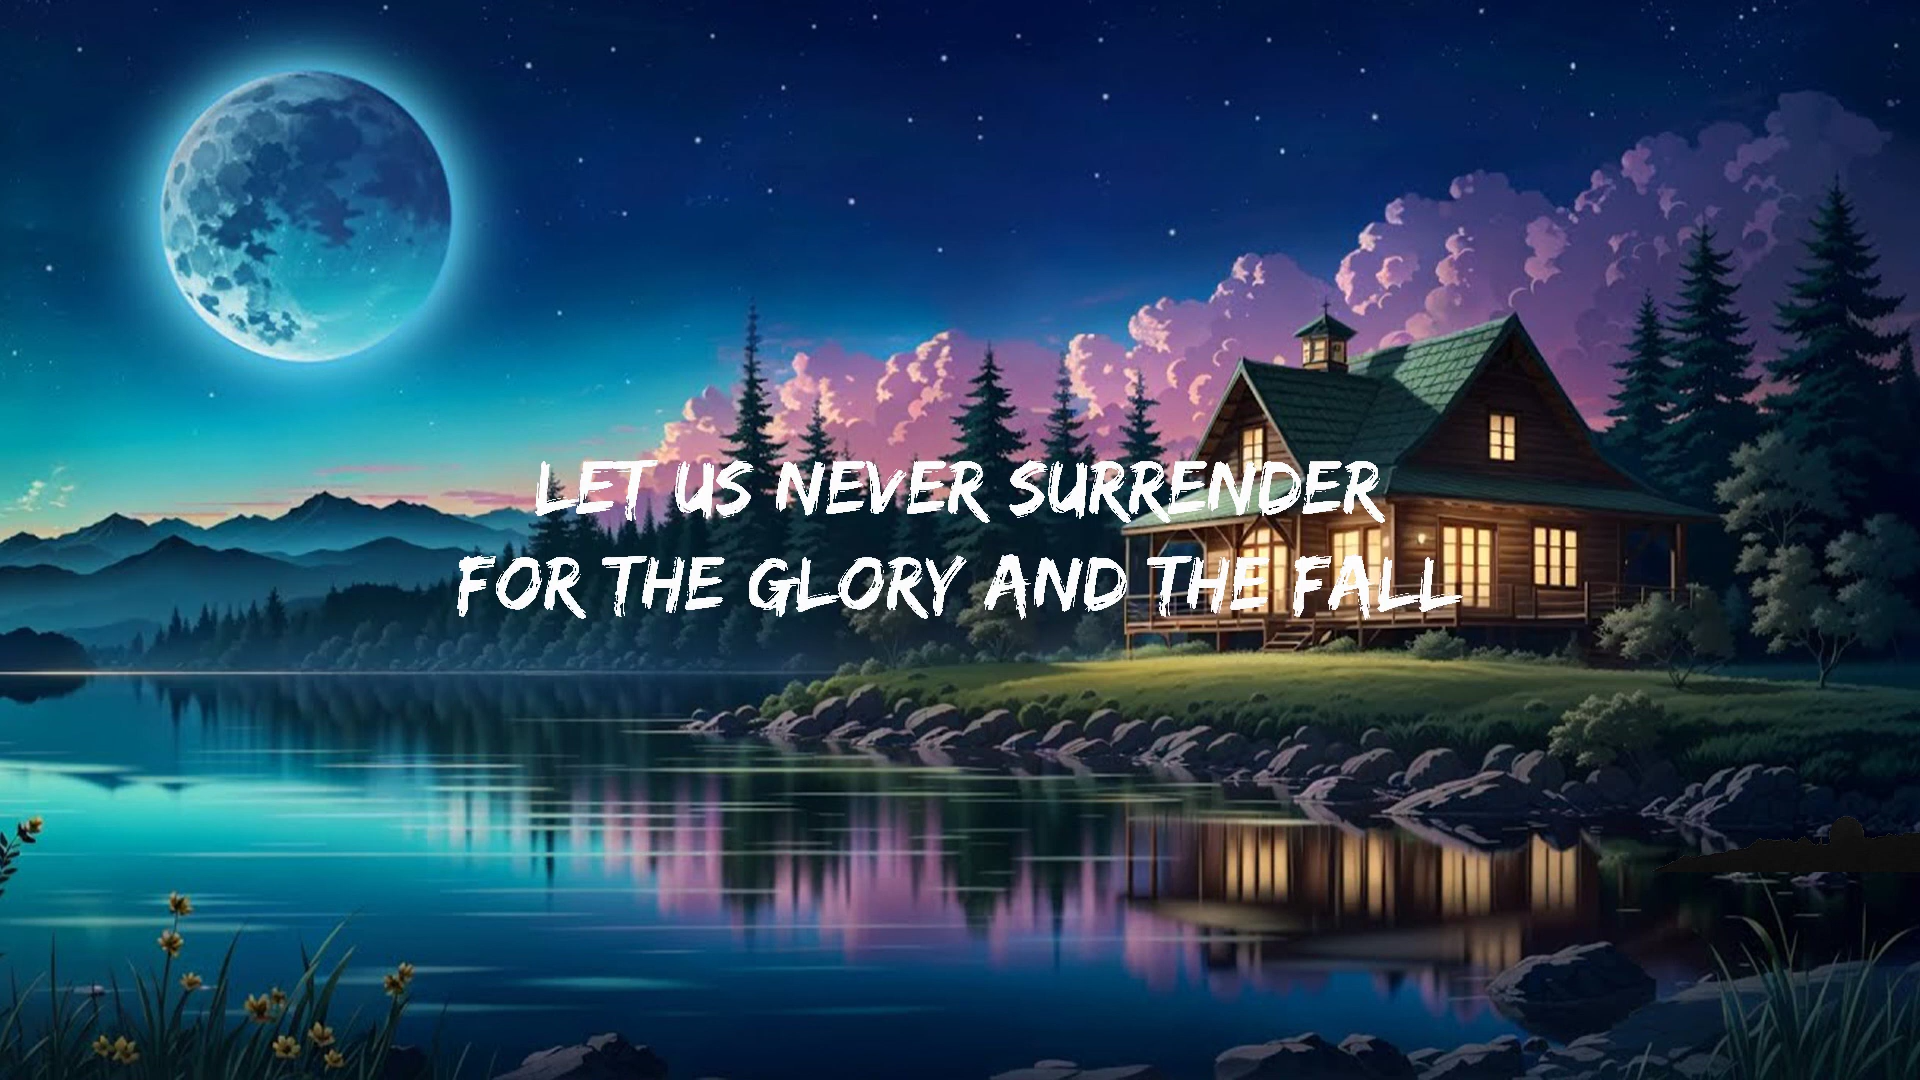 LET US NEVER SURRENDER
FOR THE GLORY AND THE FALL